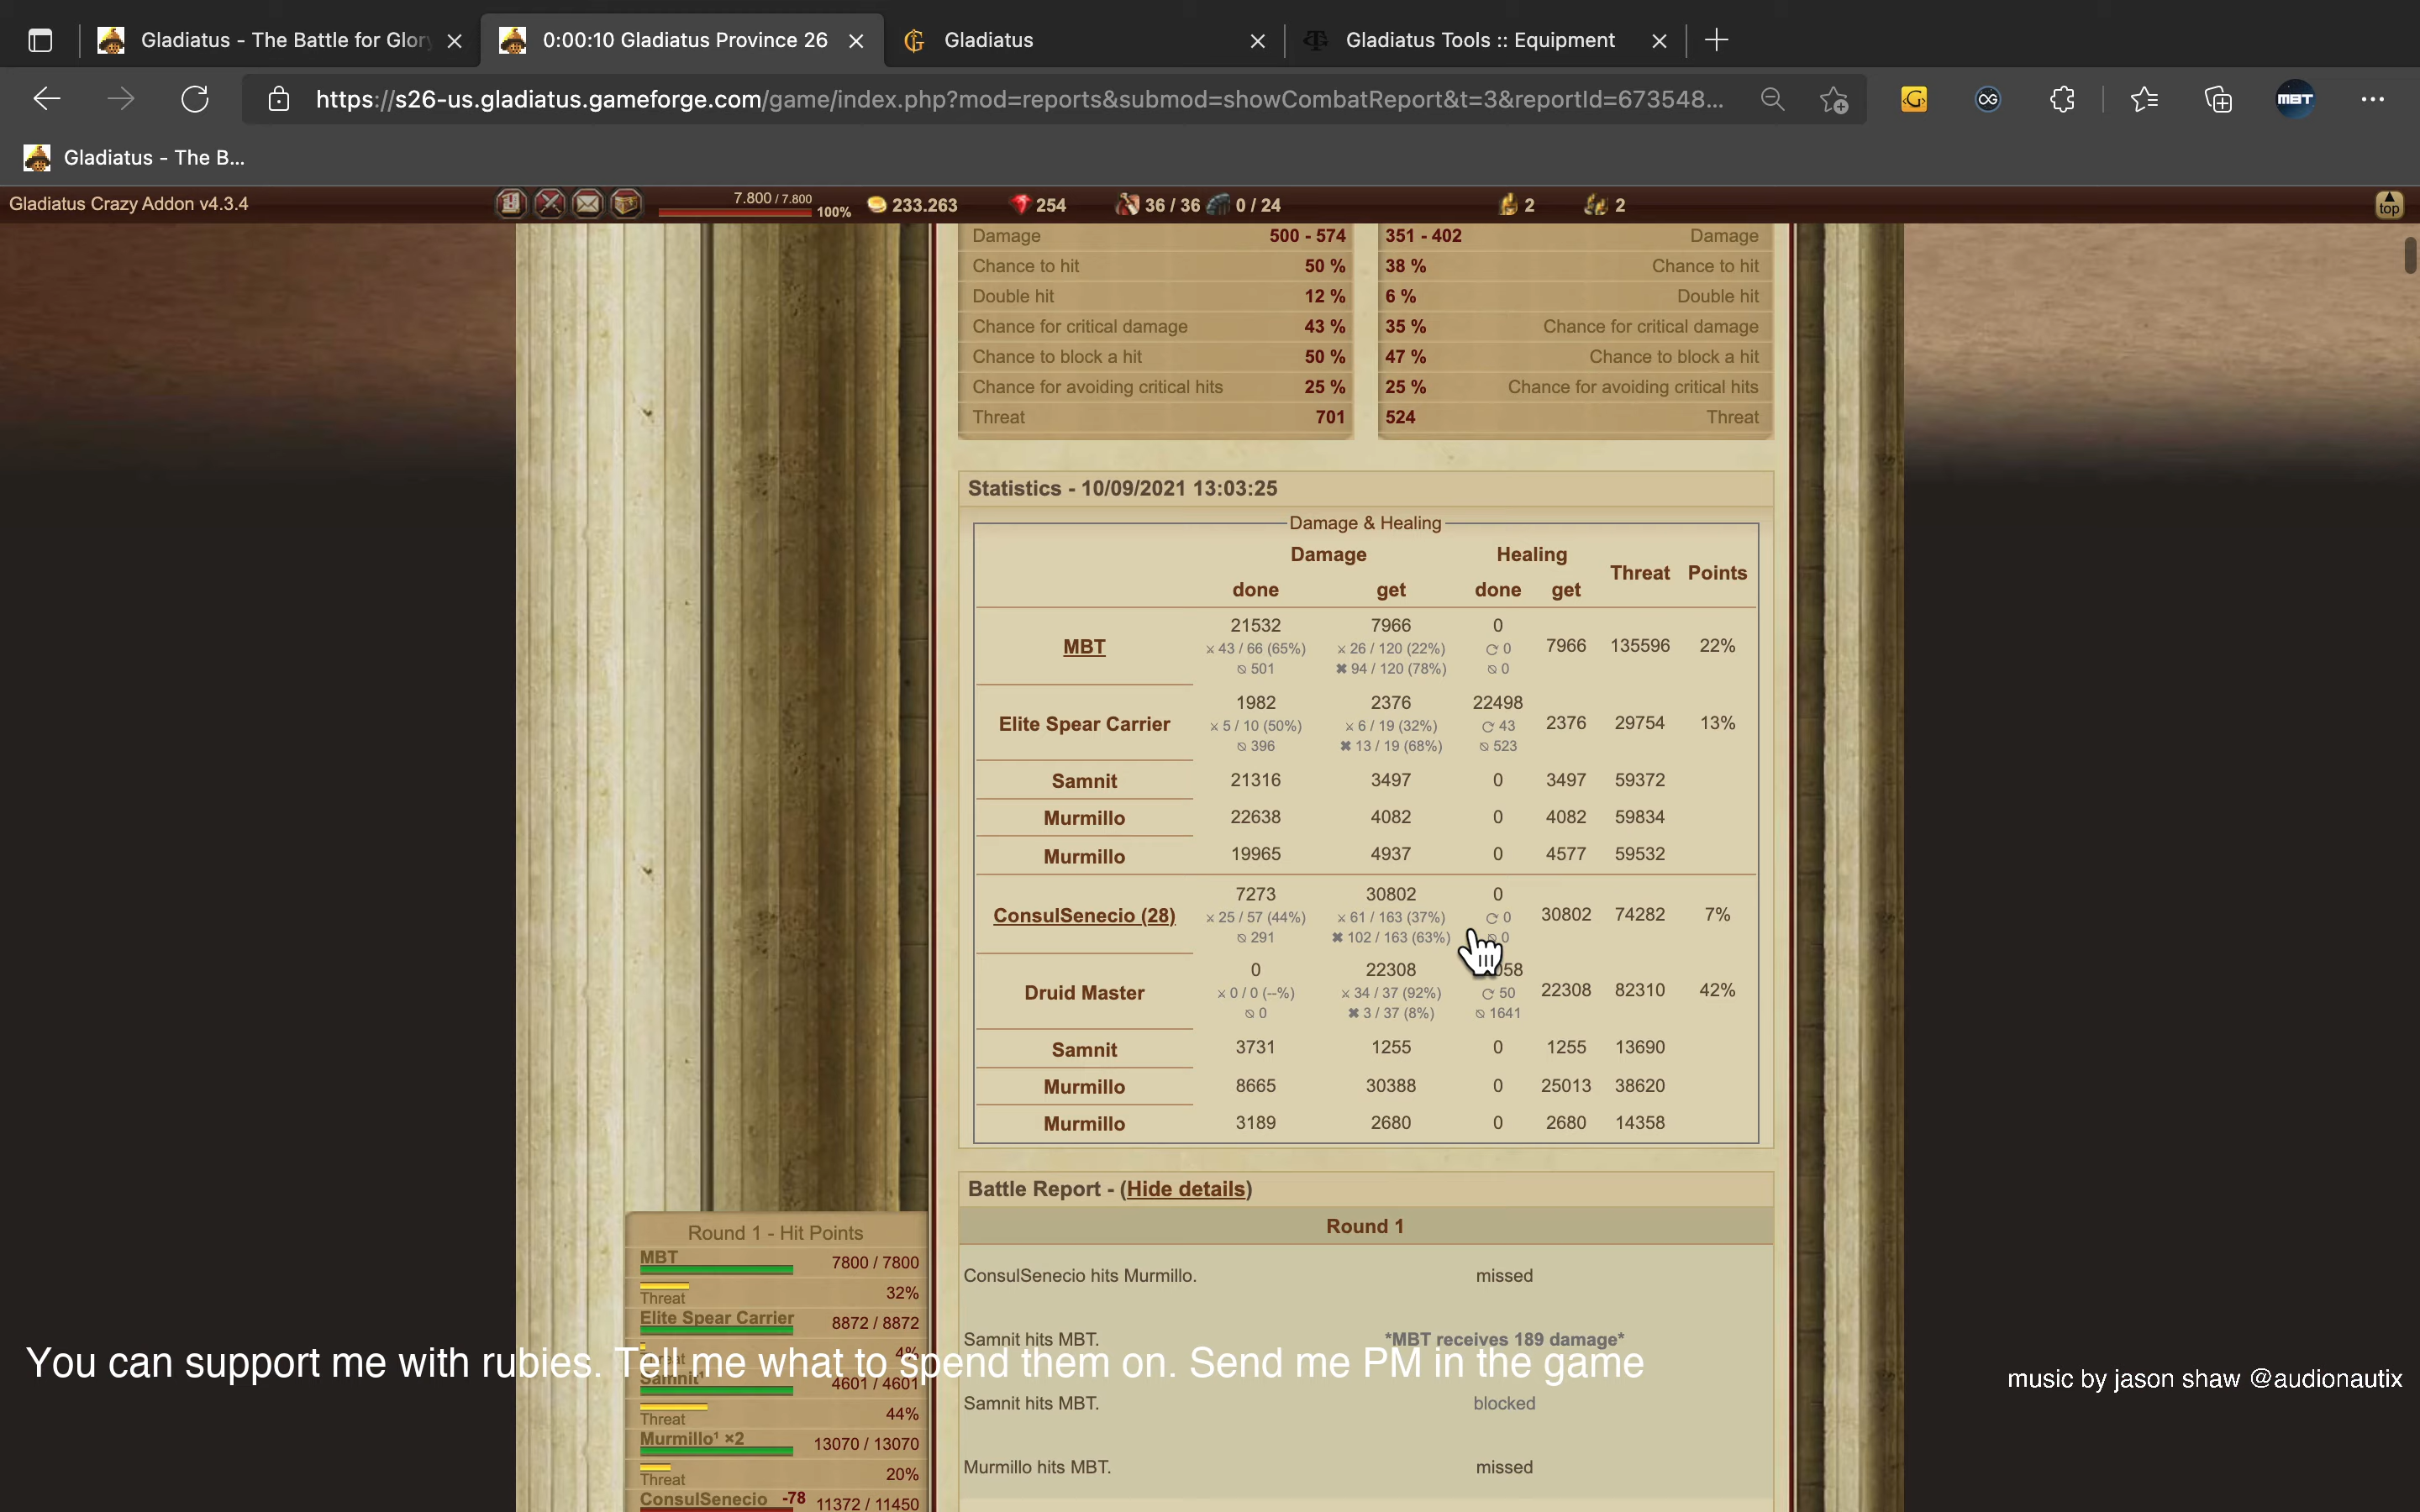 Gladiatus - The Battle for Glor
0:00:10 Gladiatus Province 26
Gladiatus
Gladiatus Tools :: Equipment
https://s26-us.gladiatus.gameforge.com/game/index.php?mod=reports&submod=showCombatReport&t=3&reportId=673548...
MBT
Gladiatus - The B...
Gladiatus Crazy Addon v4.3.4
7.800 / 7.800 100% 233.263 254 36 / 36 0 / 24 2 2 top
Damage 500 - 574 351 - 402 Damage
Chance to hit 50 % 38 % Chance to hit
Double hit 12 % 6 % Double hit
Chance for critical damage 43 % 35 % Chance for critical damage
Chance to block a hit 50 % 47 % Chance to block a hit
Chance for avoiding critical hits 25 % 25 % Chance for avoiding critical hits
Threat 701 524 Threat
Statistics - 10/09/2021 13:03:25
Damage & Healing
Damage Healing Threat Points
done get done get
MBT 21532 7966 0 7966 135596 22%
43 / 66 (65%) 26 / 120 (22%) 0
501 94 / 120 (78%) 0
Elite Spear Carrier 1982 2376 22498 2376 29754 13%
5 / 10 (50%) 6 / 19 (32%) 43
396 13 / 19 (68%) 523
Samnit 21316 3497 0 3497 59372
Murmillo 22638 4082 0 4082 59834
Murmillo 19965 4937 0 4577 59532
ConsulSenecio (28) 7273 30802 0 30802 74282 7%
25 / 57 (44%) 61 / 163 (37%) 0
291 102 / 163 (63%) 0
Druid Master 0 22308 058 22308 82310 42%
0 / 0 (--%) 34 / 37 (92%) 50
0 3 / 37 (8%) 1641
Samnit 3731 1255 0 1255 13690
Murmillo 8665 30388 0 25013 38620
Murmillo 3189 2680 0 2680 14358
Battle Report - (Hide details)
Round 1
ConsulSenecio hits Murmillo. missed
Samnit hits MBT. *MBT receives 189 damage*
Samnit hits MBT. blocked
Murmillo hits MBT. missed
Round 1 - Hit Points
MBT 7800 / 7800
Threat 32%
Elite Spear Carrier 8872 / 8872
Threat 4%
Samnit¹ 4601 / 4601
Threat 44%
Murmillo¹ ×2 13070 / 13070
Threat 20%
ConsulSenecio -78 11372 / 11450
You can support me with rubies. Tell me what to spend them on. Send me PM in the game
music by jason shaw @audionautix